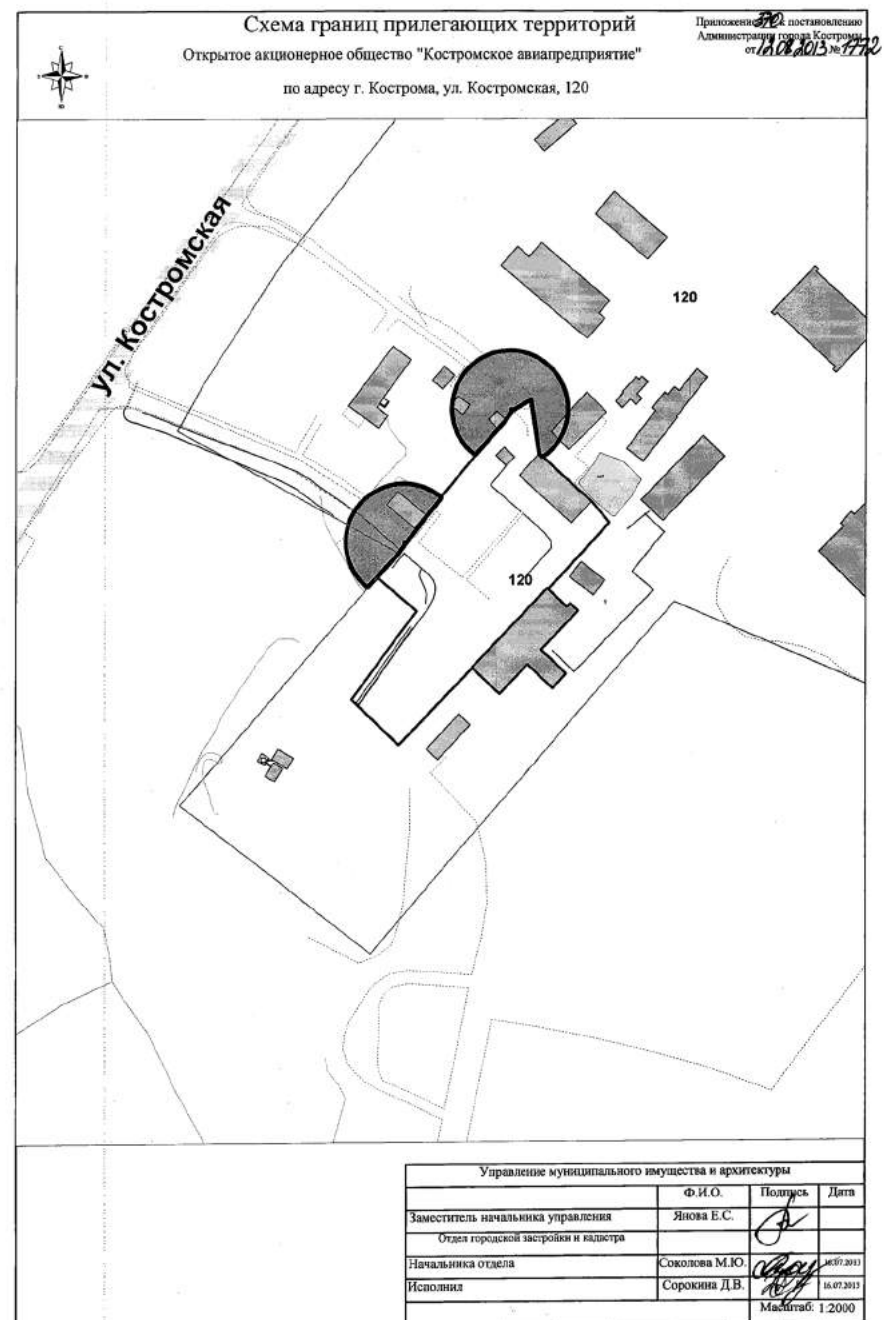 Схема границ прилегающих территорий
Открытое акционерное общество "Костромское авиапредприятие"
по адресу г. Кострома, ул. Костромская, 120
Приложение 370 к постановлению
Администрации города Костромы
от 12.08.2013 № 1772
С
Ю
ул. Костромская
120
120
Управление муниципального имущества и архитектуры
Ф.И.О. Подпись Дата
Заместитель начальника управления Янова Е.С.
Отдел городской застройки и кадастра
Начальника отдела Соколова М.Ю. 16.07.2013
Исполнил Сорокина Д.В. 16.07.2013
Масштаб: 1:2000